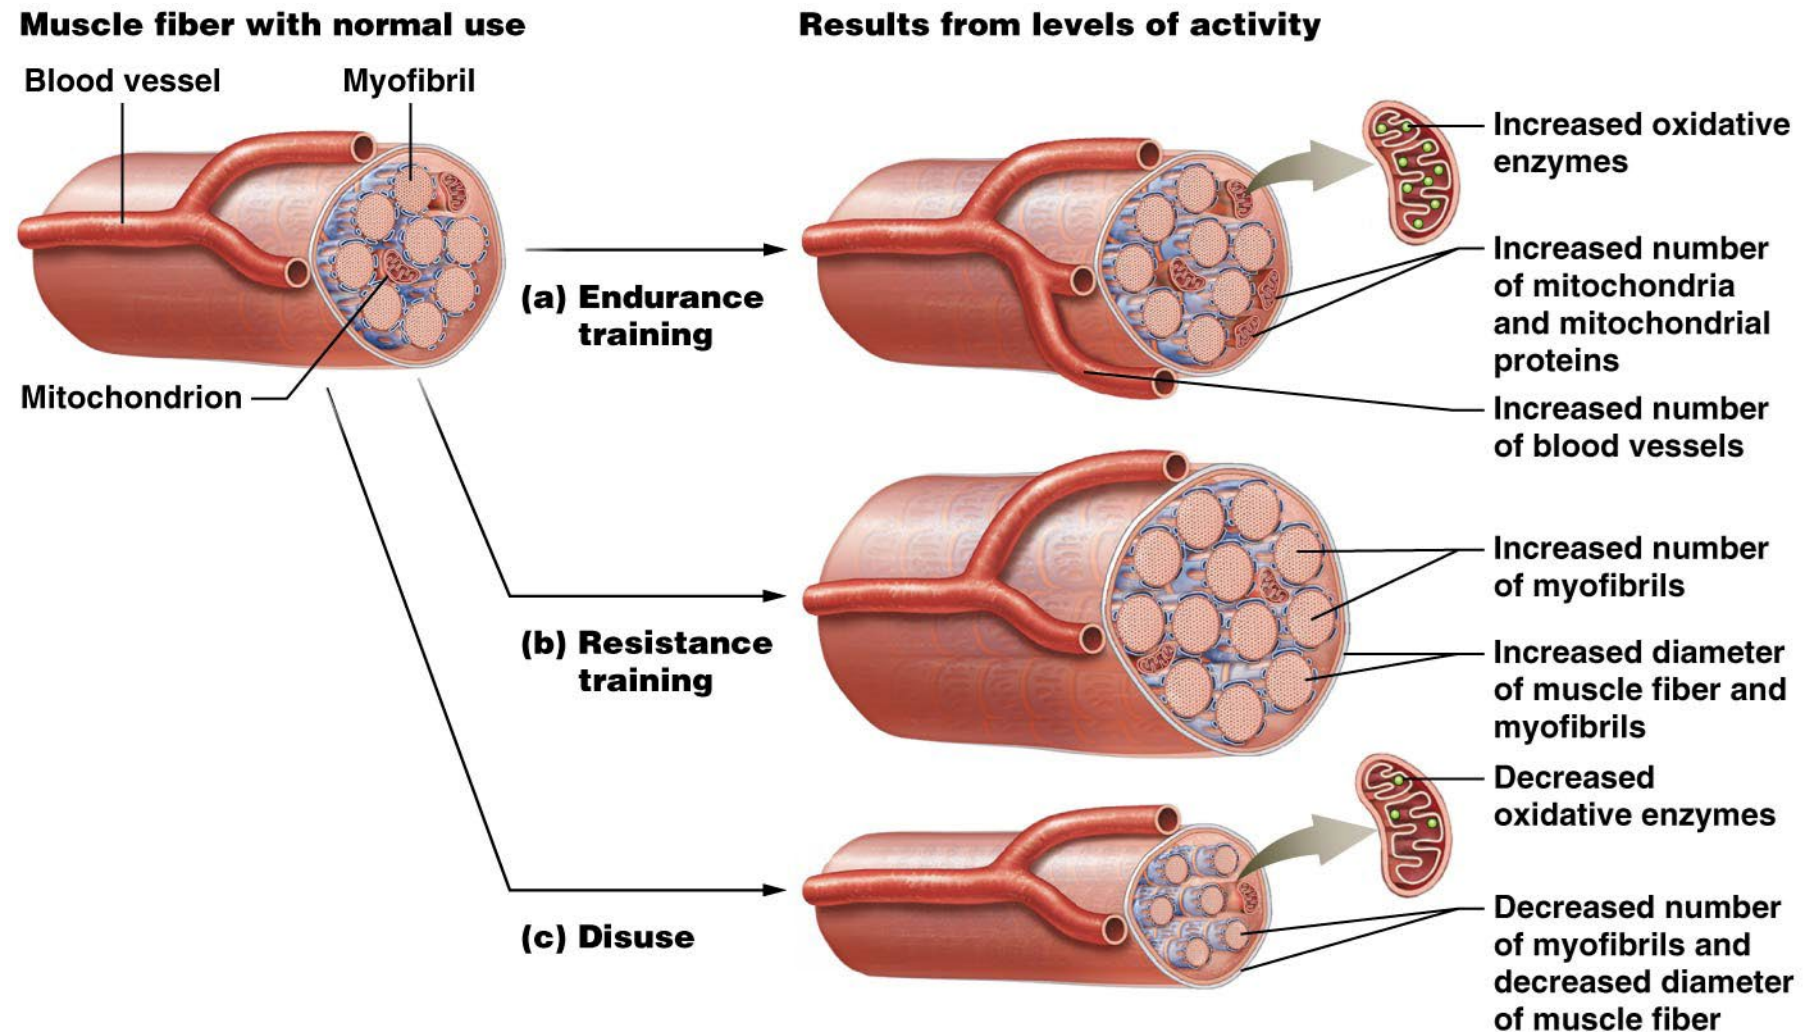 Muscle fiber with normal use
Results from levels of activity
Blood vessel
Myofibril
Mitochondrion
(a) Endurance
training
Increased oxidative
enzymes
Increased number
of mitochondria
and mitochondrial
proteins
Increased number
of blood vessels
(b) Resistance
training
Increased number
of myofibrils
Increased diameter
of muscle fiber and
myofibrils
(c) Disuse
Decreased
oxidative enzymes
Decreased number
of myofibrils and
decreased diameter
of muscle fiber